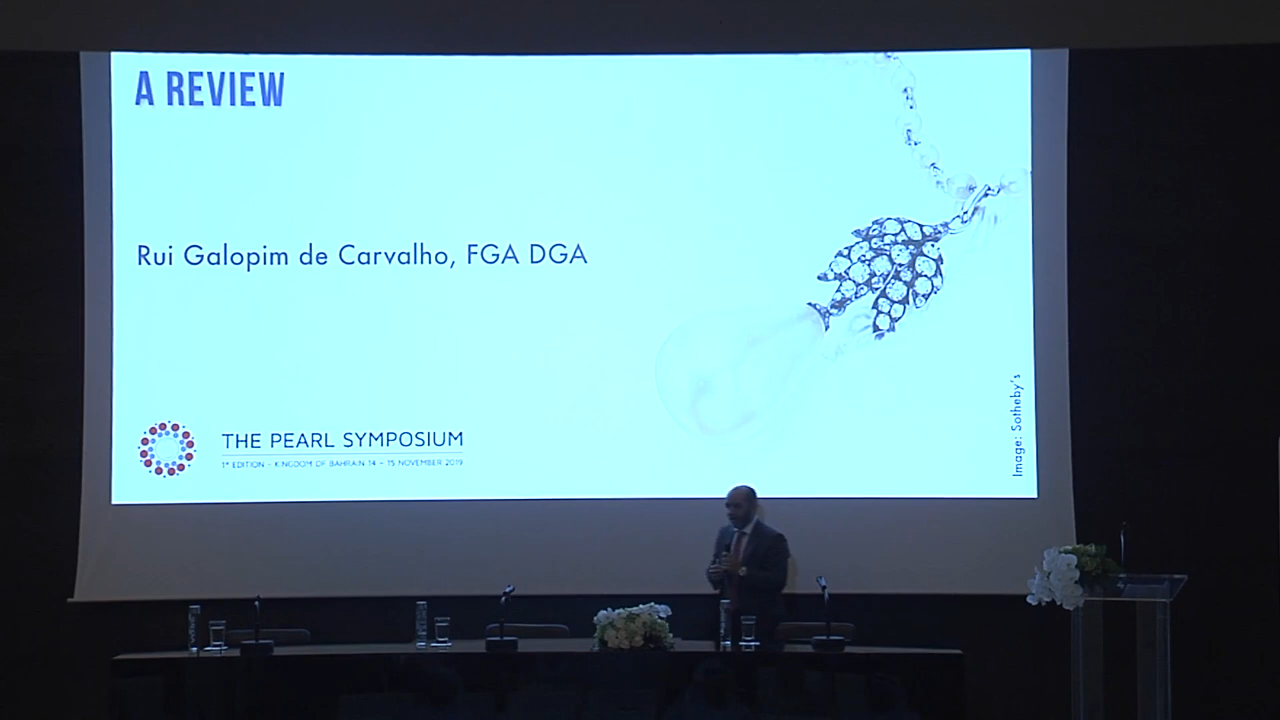 A REVIEW
Rui Galopim de Carvalho, FGA DGA
THE PEARL SYMPOSIUM
1st EDITION - KINGDOM OF BAHRAIN 14 – 15 NOVEMBER 2019
Image: Sotheby's